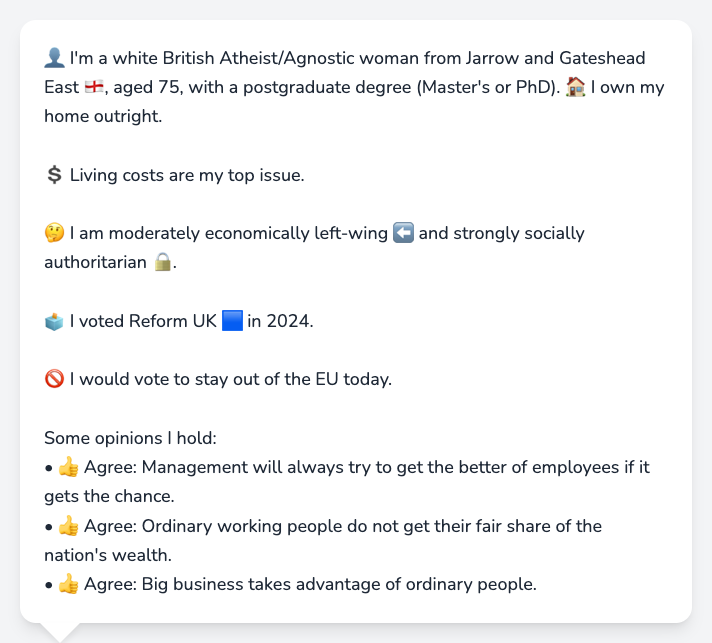 👤 I'm a white British Atheist/Agnostic woman from Jarrow and Gateshead
East 🏴󠁧󠁢󠁥󠁮󠁧󠁿, aged 75, with a postgraduate degree (Master's or PhD). 🏠 I own my
home outright.
💲 Living costs are my top issue.
🤔 I am moderately economically left-wing ⬅️ and strongly socially
authoritarian 🔒.
🗳️ I voted Reform UK 🟦 in 2024.
🚫 I would vote to stay out of the EU today.
Some opinions I hold:
• 👍 Agree: Management will always try to get the better of employees if it
gets the chance.
• 👍 Agree: Ordinary working people do not get their fair share of the
nation's wealth.
• 👍 Agree: Big business takes advantage of ordinary people.